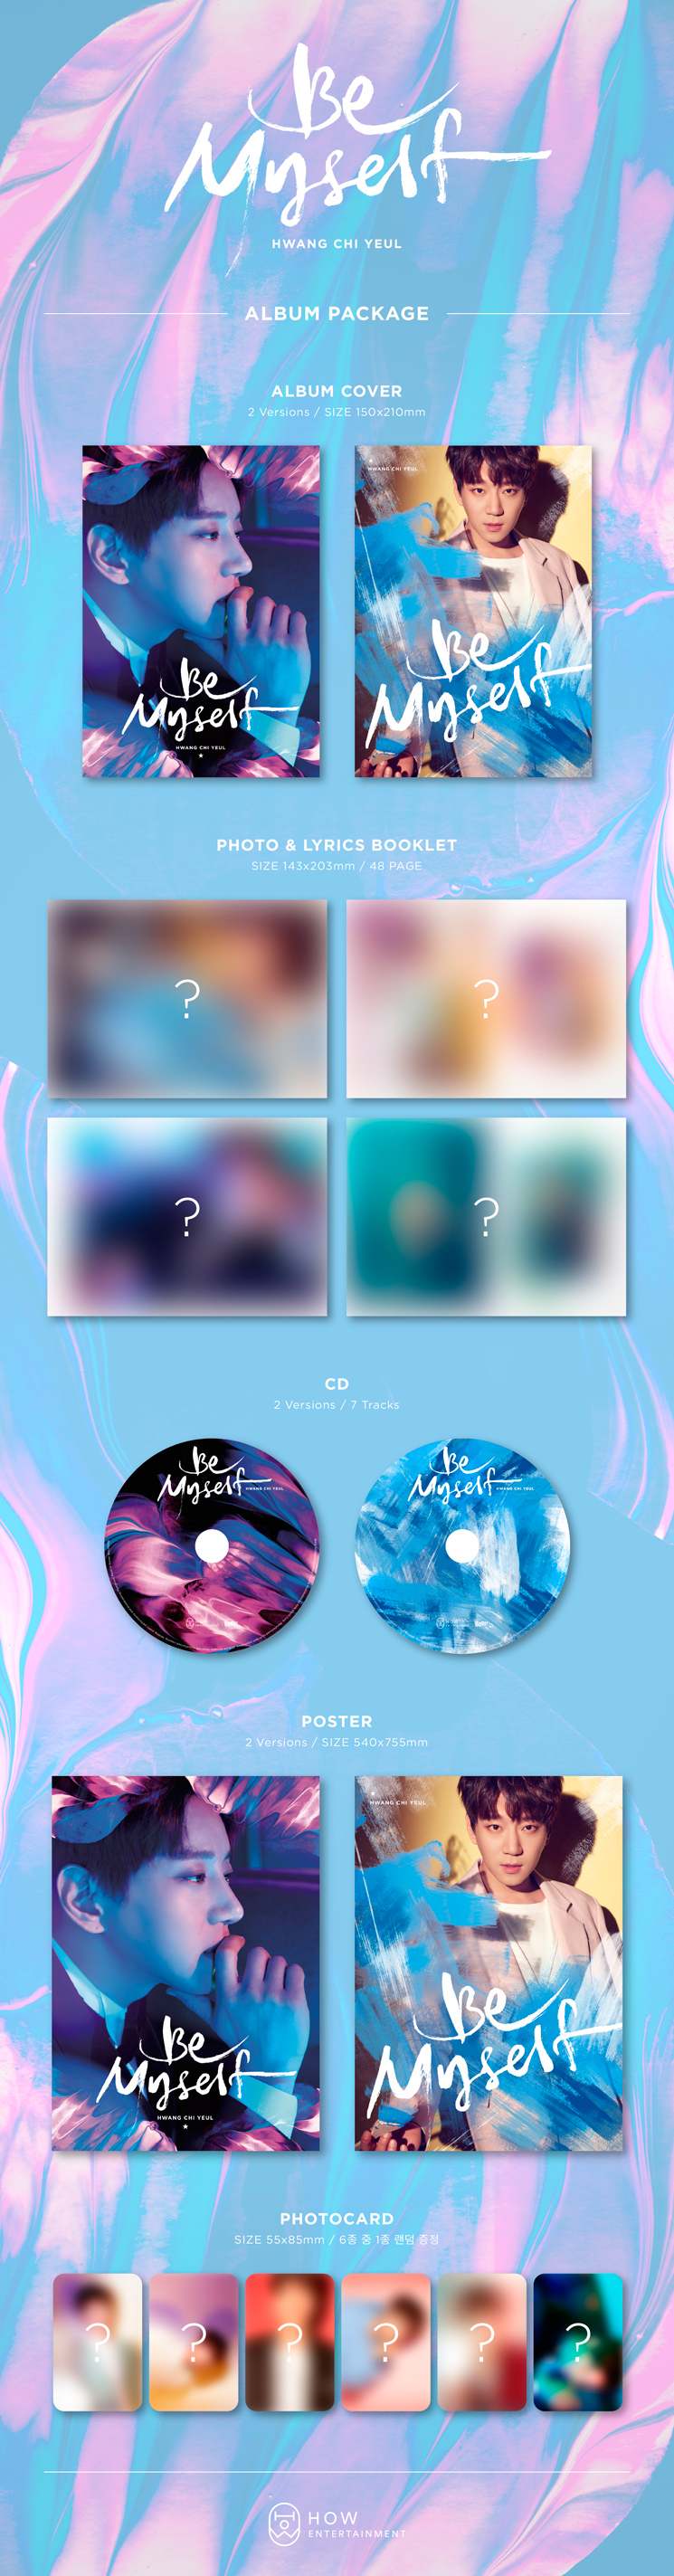 Be
Myself
HWANG CHI YEUL
ALBUM PACKAGE
ALBUM COVER
2 Versions / SIZE 150x210mm
Be
Myself
HWANG CHI YEUL
HWANG CHI YEUL
Be
Myself
PHOTO & LYRICS BOOKLET
SIZE 143x203mm / 48 PAGE
?
?
?
?
CD
2 Versions / 7 Tracks
Be
Myself
HWANG CHI YEUL
Be
Myself
HWANG CHI YEUL
POSTER
2 Versions / SIZE 540x755mm
Be
Myself
HWANG CHI YEUL
HWANG CHI YEUL
Be
Myself
PHOTOCARD
SIZE 55x85mm / 6종 중 1종 랜덤 증정
?
?
?
?
?
?
HOW
ENTERTAINMENT